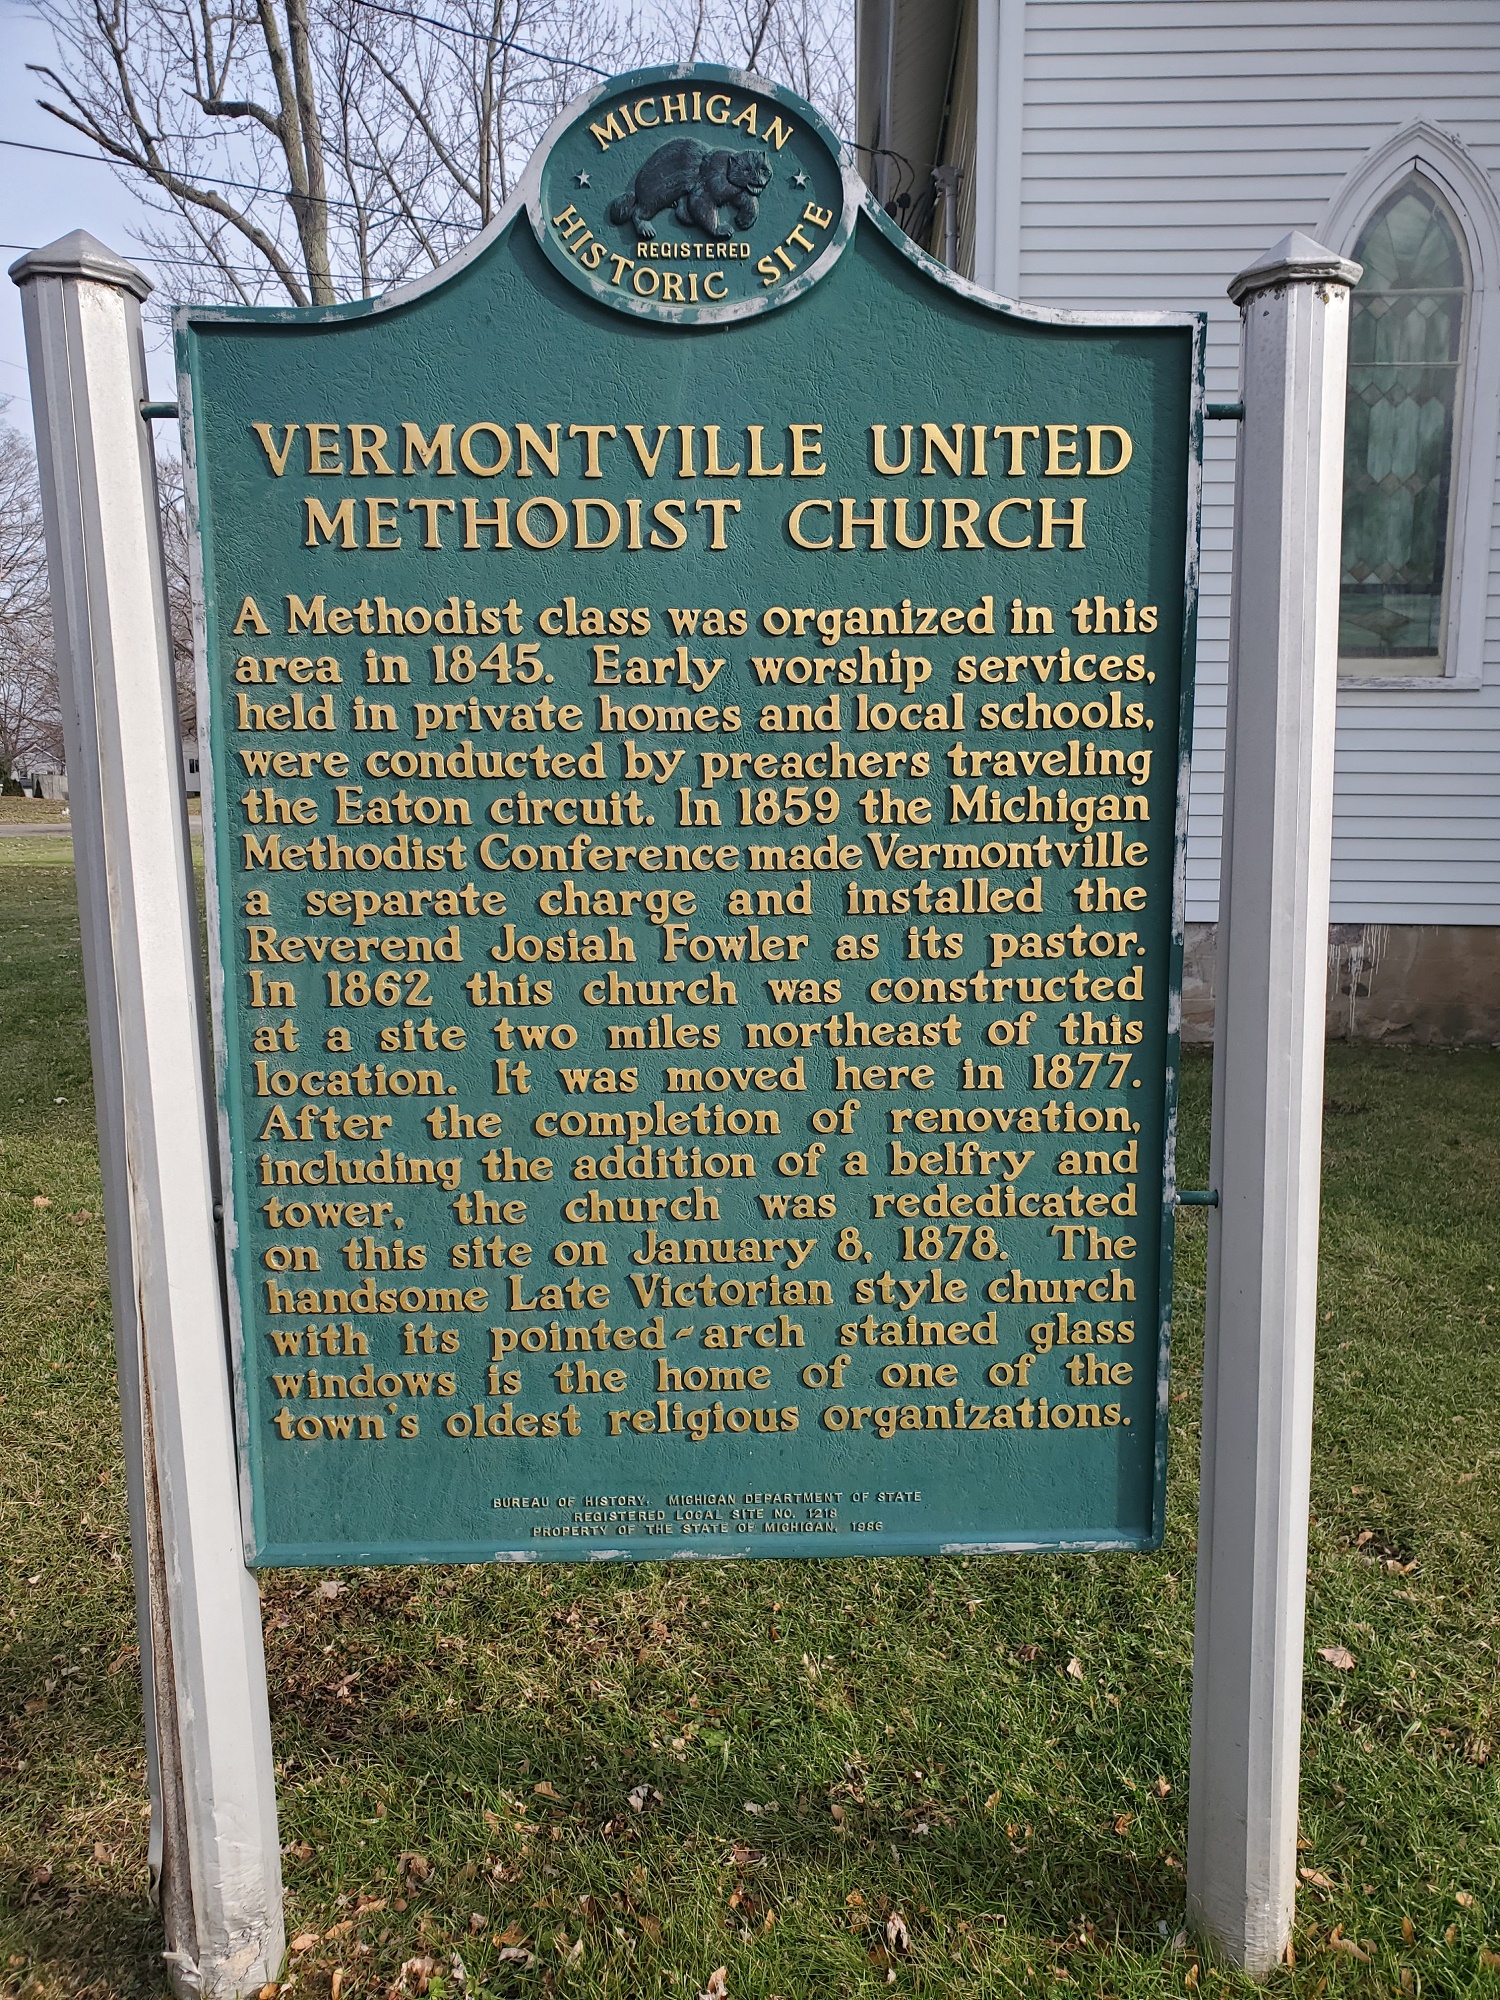 MICHIGAN
REGISTERED
HISTORIC SITE
VERMONTVILLE UNITED
METHODIST CHURCH
A Methodist class was organized in this
area in 1845. Early worship services,
held in private homes and local schools,
were conducted by preachers traveling
the Eaton circuit. In 1859 the Michigan
Methodist Conference made Vermontville
a separate charge and installed the
Reverend Josiah Fowler as its pastor.
In 1862 this church was constructed
at a site two miles northeast of this
location. It was moved here in 1877.
After the completion of renovation,
including the addition of a belfry and
tower, the church was rededicated
on this site on January 8, 1878. The
handsome Late Victorian style church
with its pointed-arch stained glass
windows is the home of one of the
town's oldest religious organizations.
BUREAU OF HISTORY, MICHIGAN DEPARTMENT OF STATE
REGISTERED LOCAL SITE NO. 1218
PROPERTY OF THE STATE OF MICHIGAN, 1986